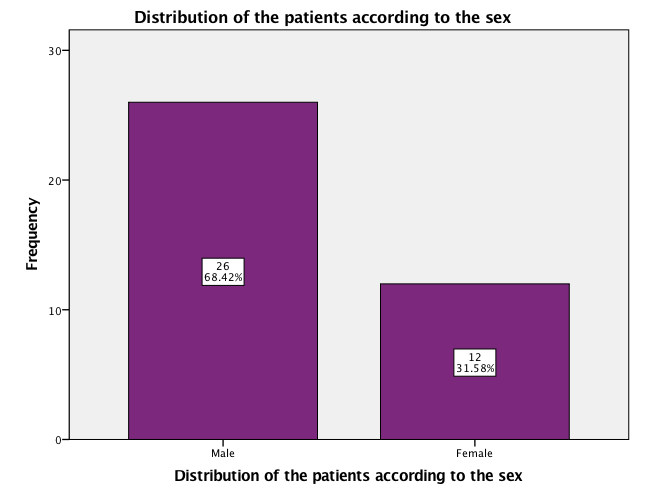 Distribution of the patients according to the sex
Frequency
30
20
10
0
26
68.42%
12
31.58%
Male
Female
Distribution of the patients according to the sex